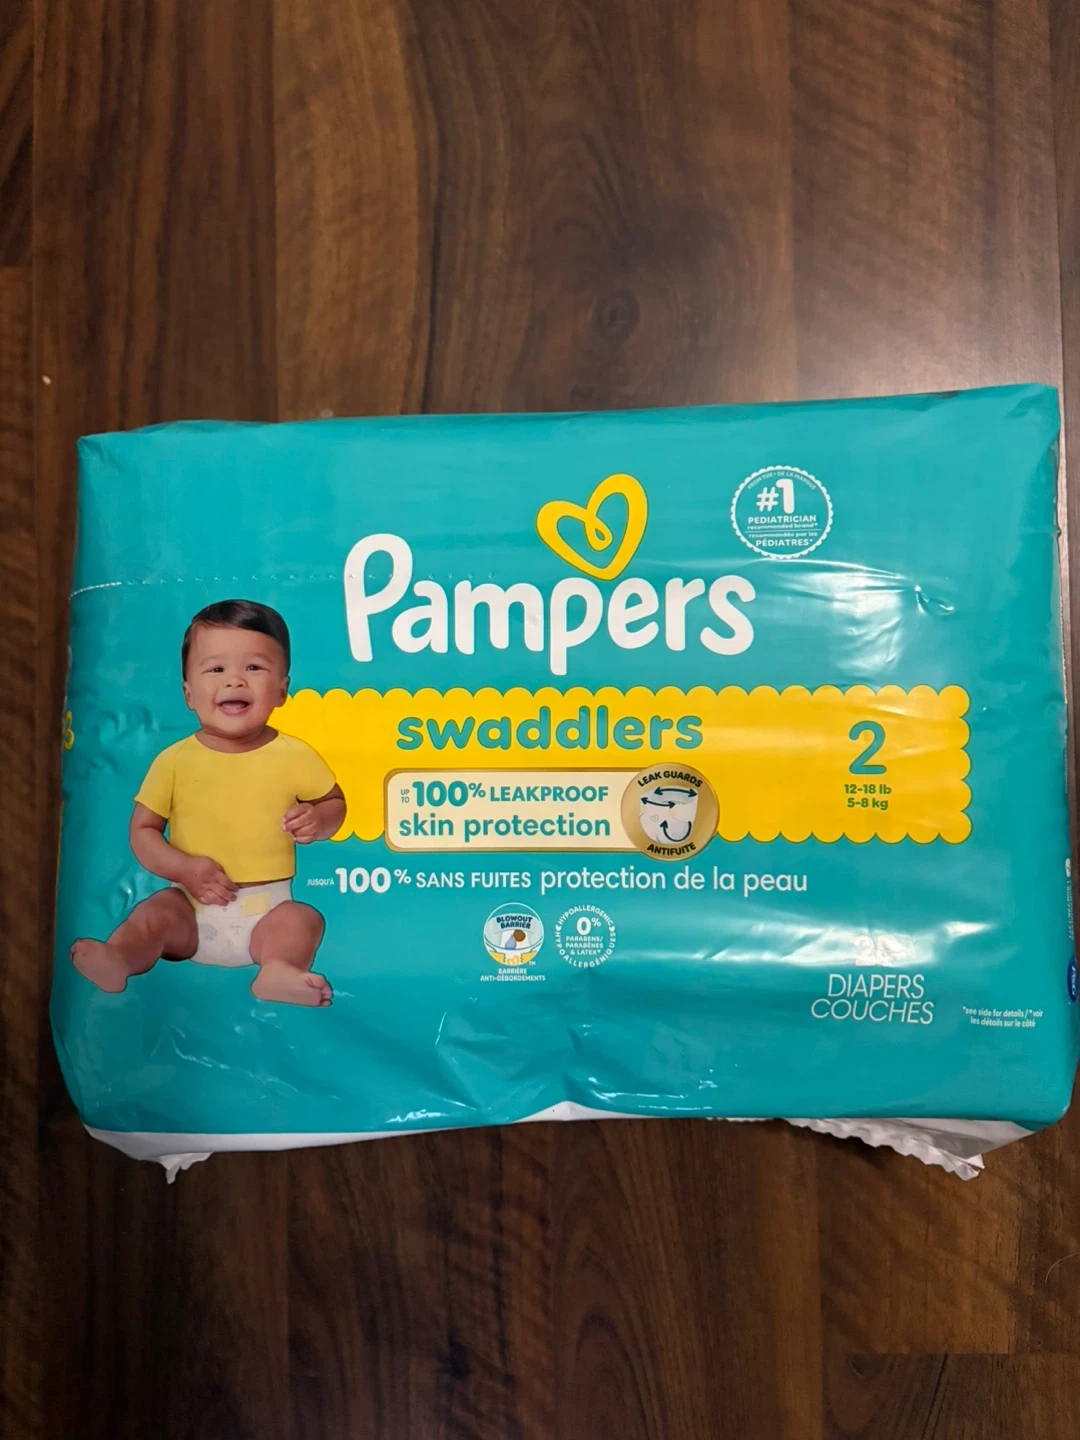 #1
PEDIATRICIAN
recommended brand*
recommandée par les
PÉDIATRES*
Pampers
swaddlers
2
12-18 lb
5-8 kg
UP TO 100% LEAKPROOF
skin protection
LEAK GUARDS
ANTIFUITE
JUSQU'À 100% SANS FUITES protection de la peau
BLOWOUT
BARRIER
BARRIÈRE
ANTI-DÉBORDEMENTS
HYPOALLERGENIC
0%
PARABENS/
PARABÈNES
& LATEX
DIAPERS
COUCHES
*see side for details / *voir
les détails sur le côté